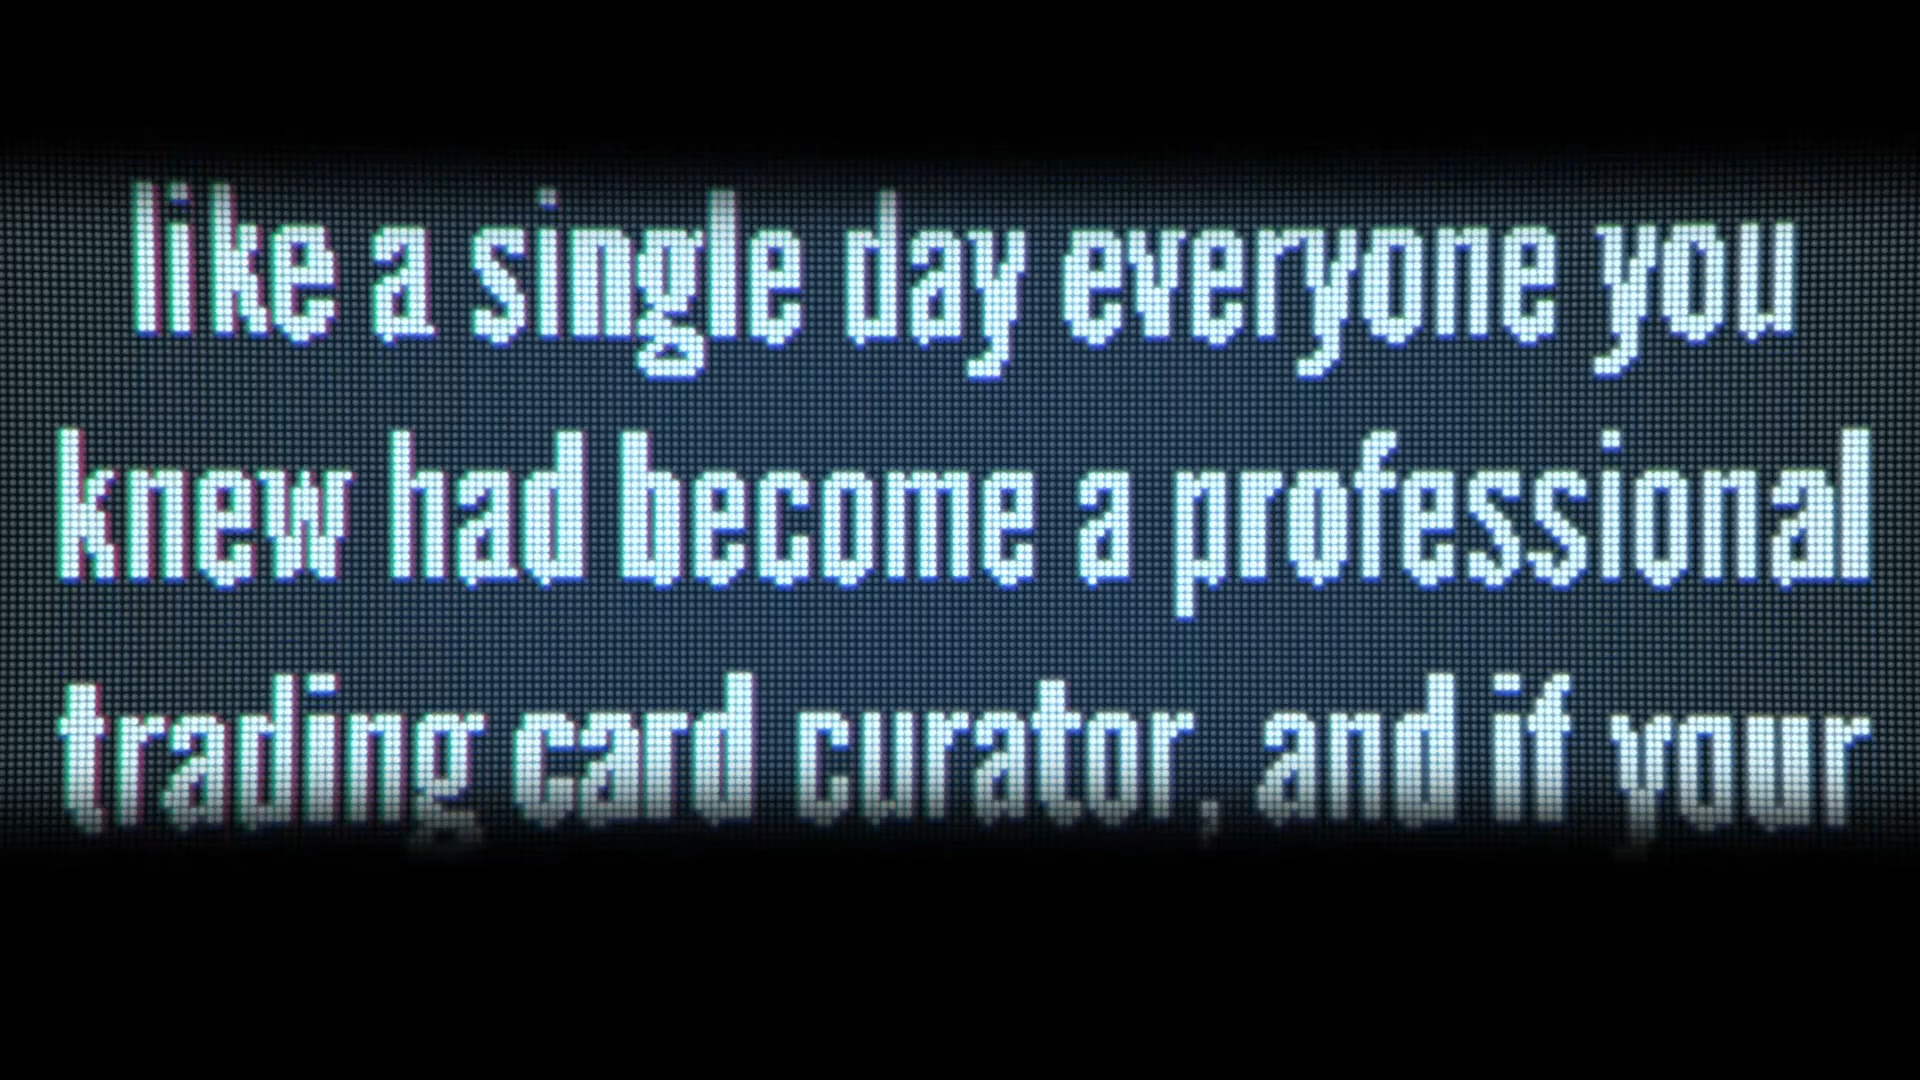 like a single day everyone you
knew had become a professional
trading card curator, and if your